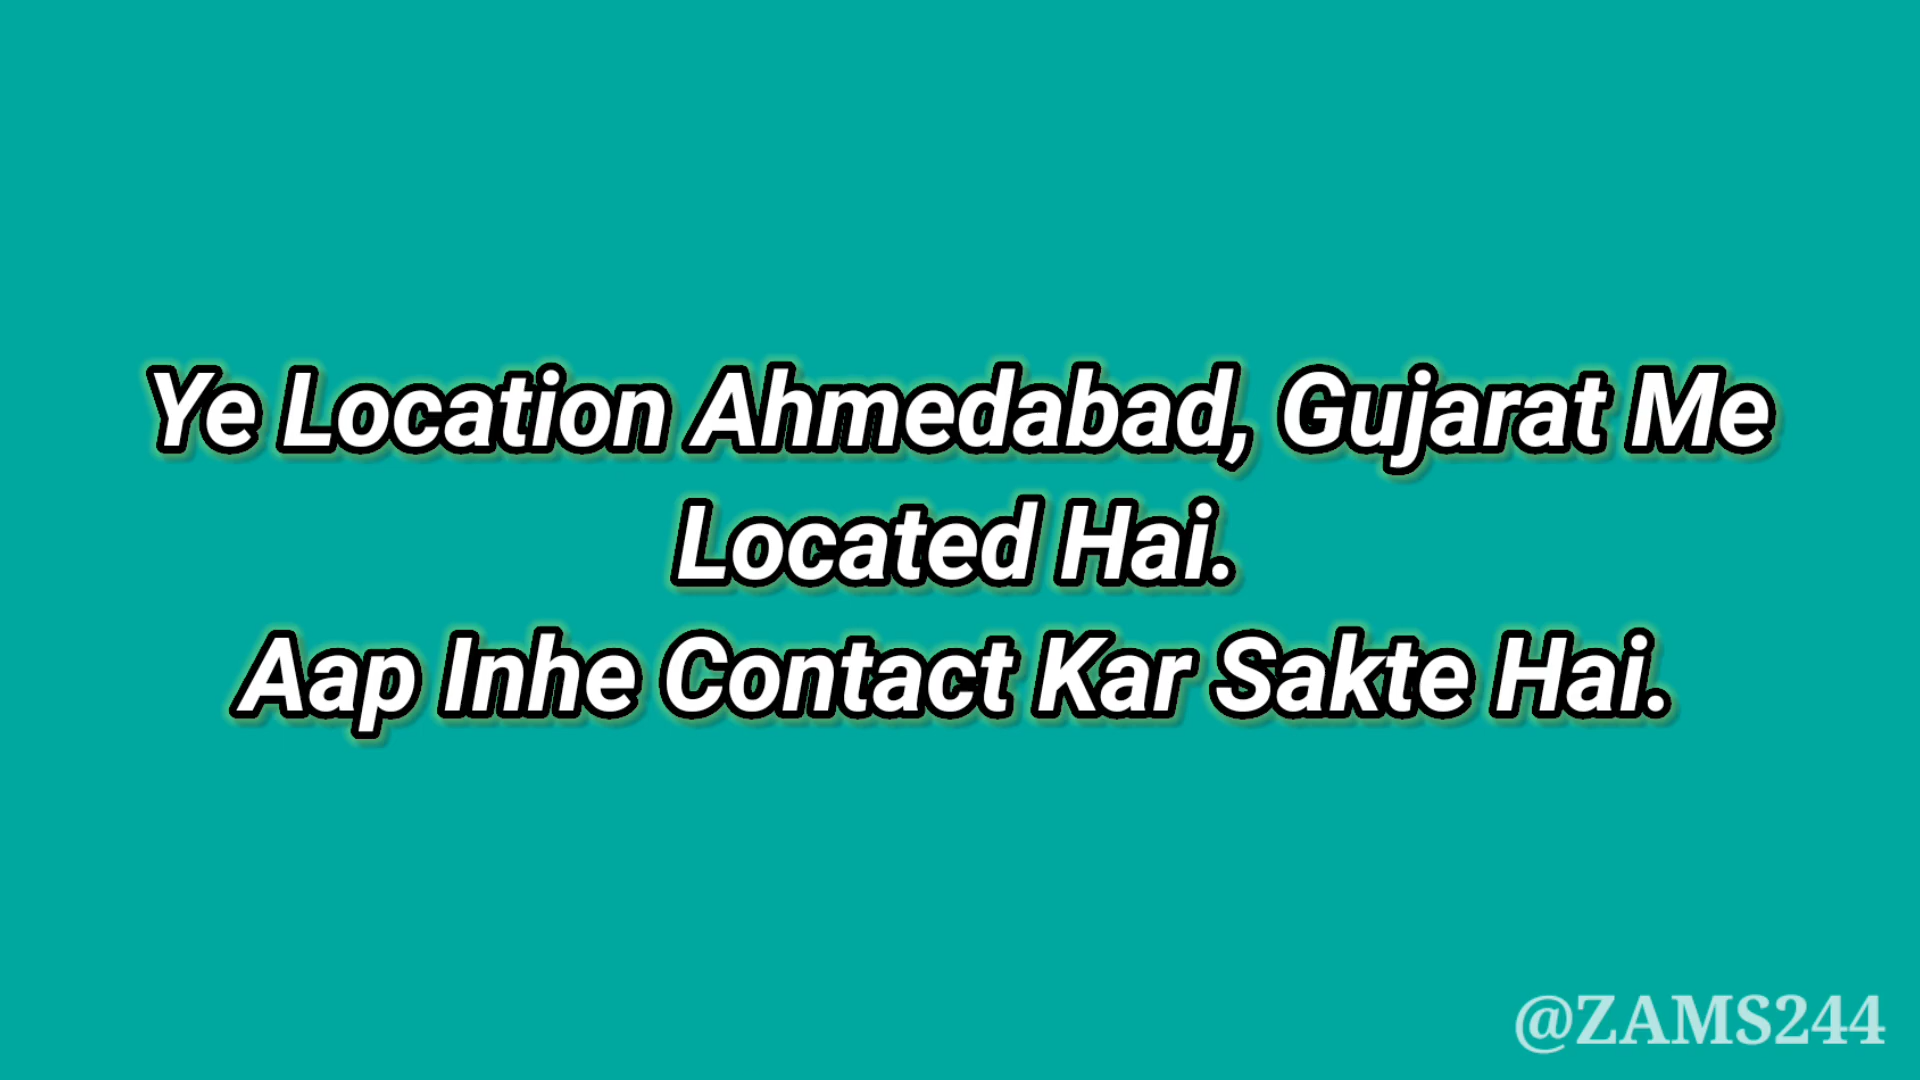 Ye Location Ahmedabad, Gujarat Me
Located Hai.
Aap Inhe Contact Kar Sakte Hai.
@ZAMS244